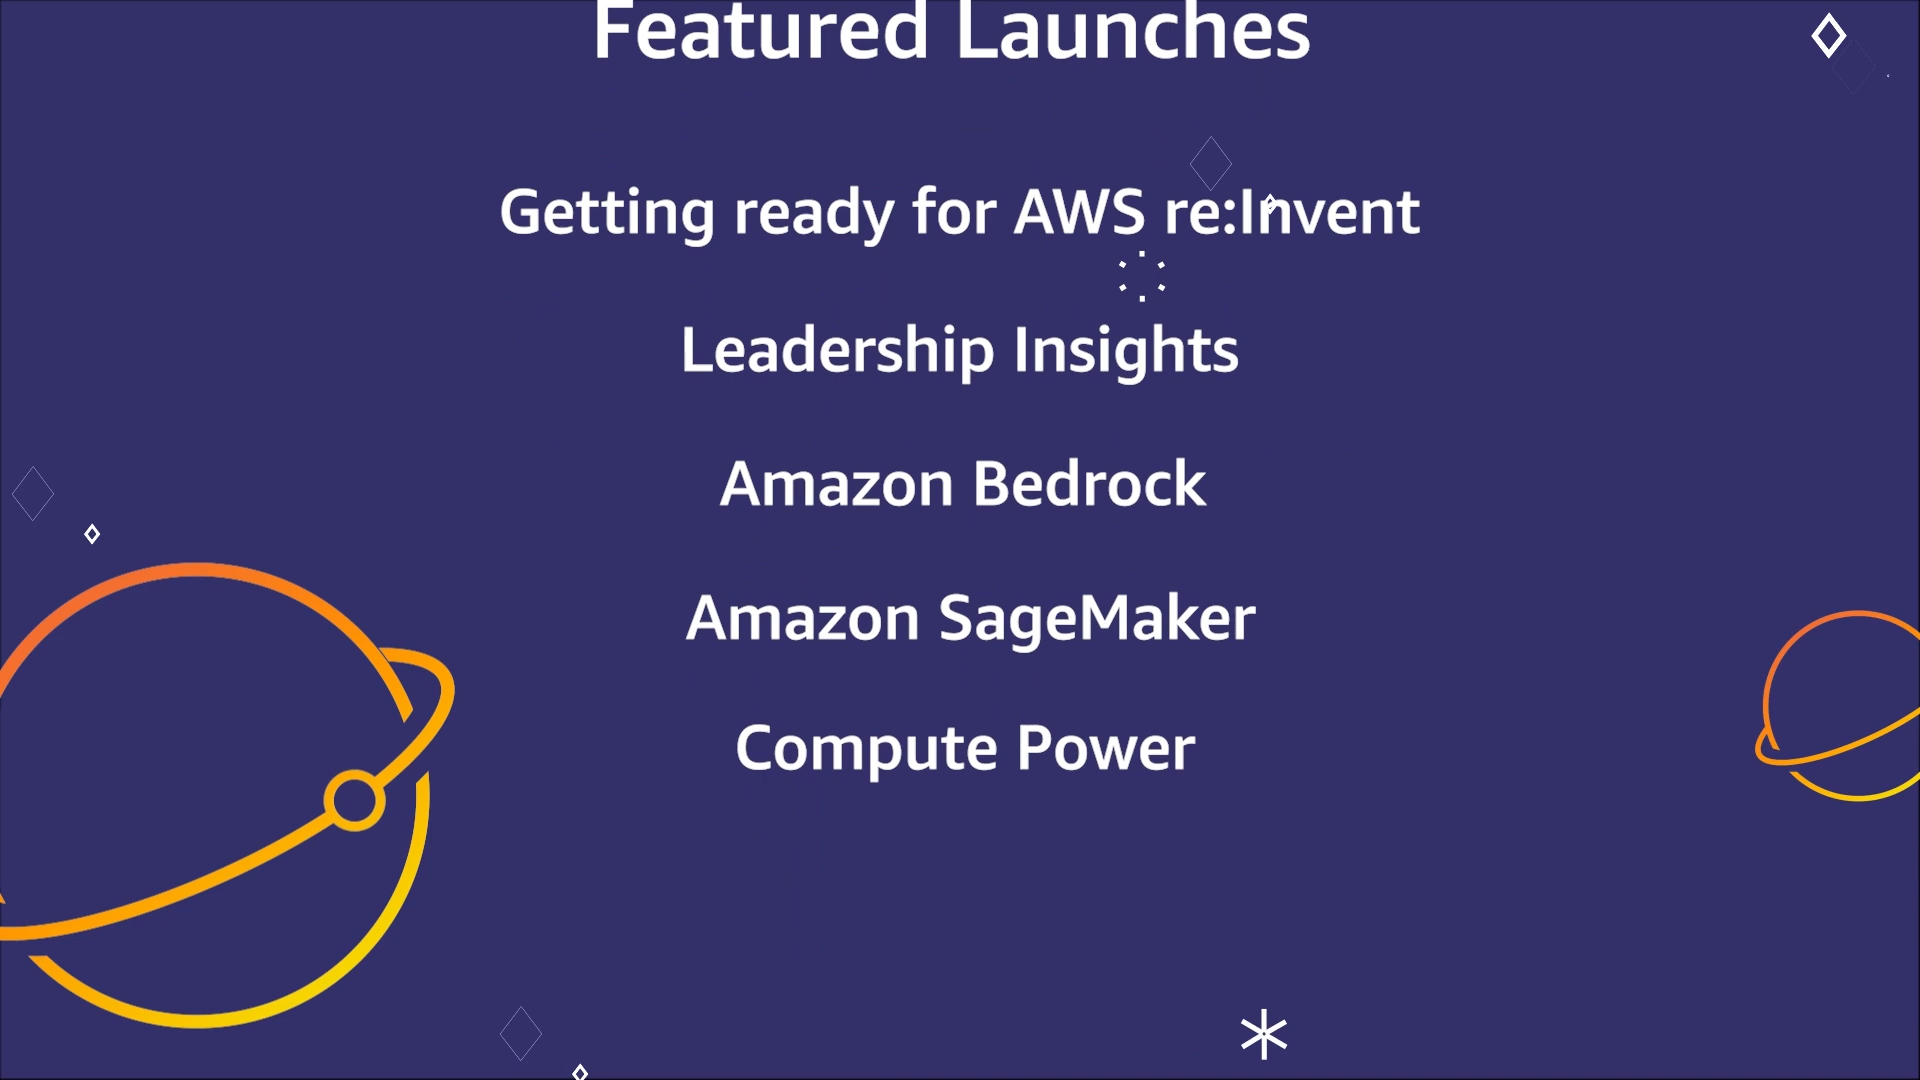 Featured Launches
Getting ready for AWS re:Invent
Leadership Insights
Amazon Bedrock
Amazon SageMaker
Compute Power